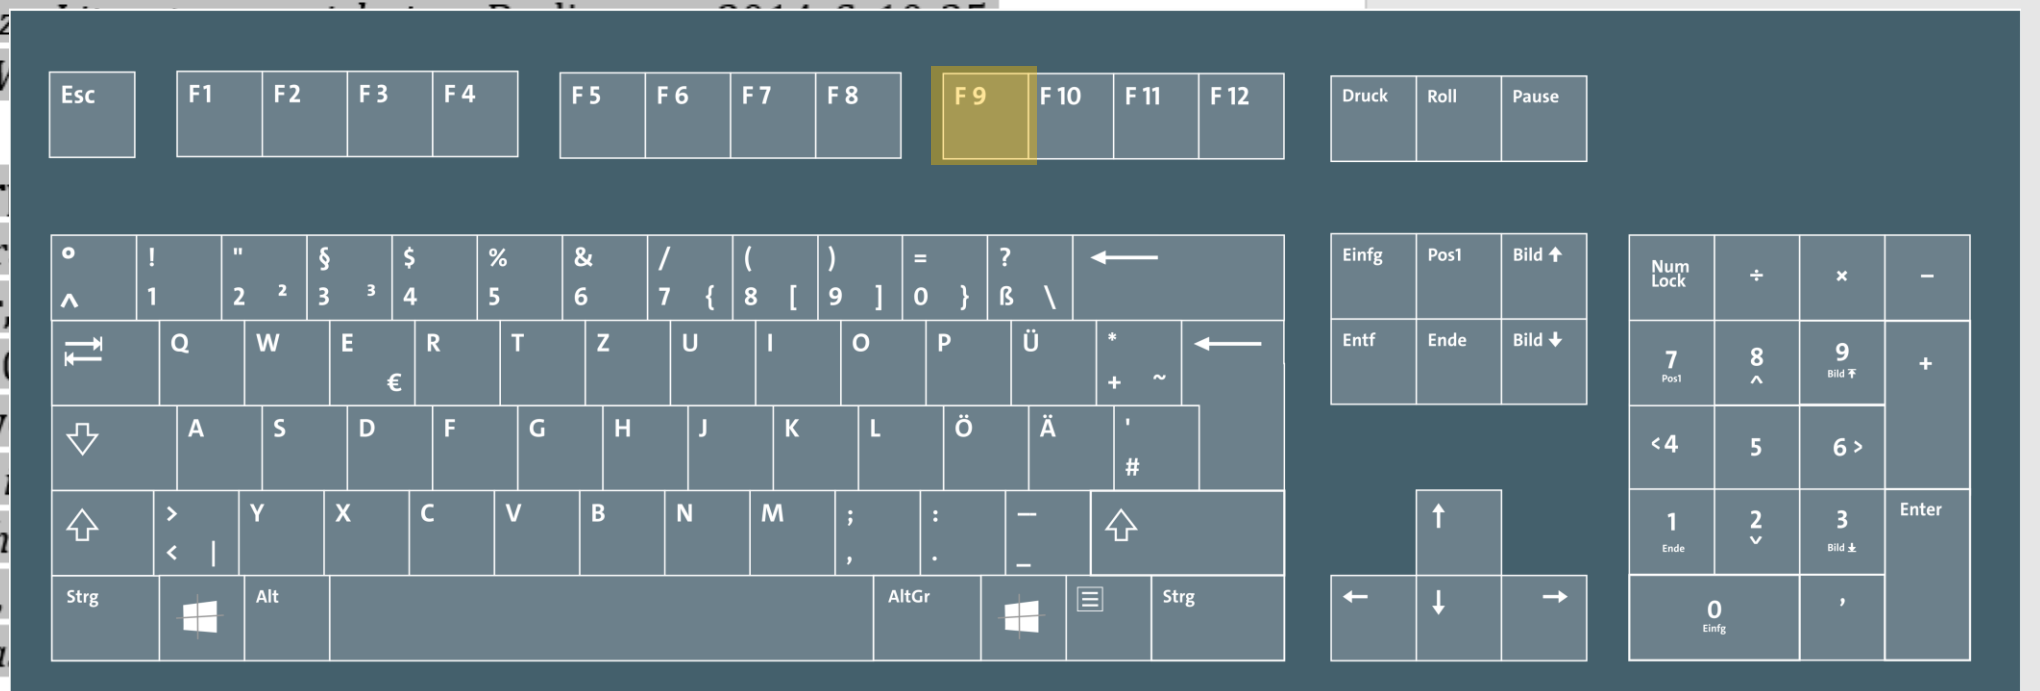 2014
Esc F1 F2 F3 F4 F5 F6 F7 F8 F9 F10 F11 F12 Druck Roll Pause
° ! " § $ % & / ( ) = ? Einfg Pos1 Bild ↑ Num Lock ÷ × −
^ 1 2 ² 3 ³ 4 5 6 7 { 8 [ 9 ] 0 } ß \
Q W E R T Z U I O P Ü * Entf Ende Bild ↓ 7 8 9 +
€ + ~ Pos1 ^ Bild
A S D F G H J K L Ö Ä ' <4 5 6>
#
> Y X C V B N M ; : — ↑ 1 2 3 Enter
< | , . _ Ende Bild
Strg Alt AltGr Strg ← ↓ → 0 ,
Einfg